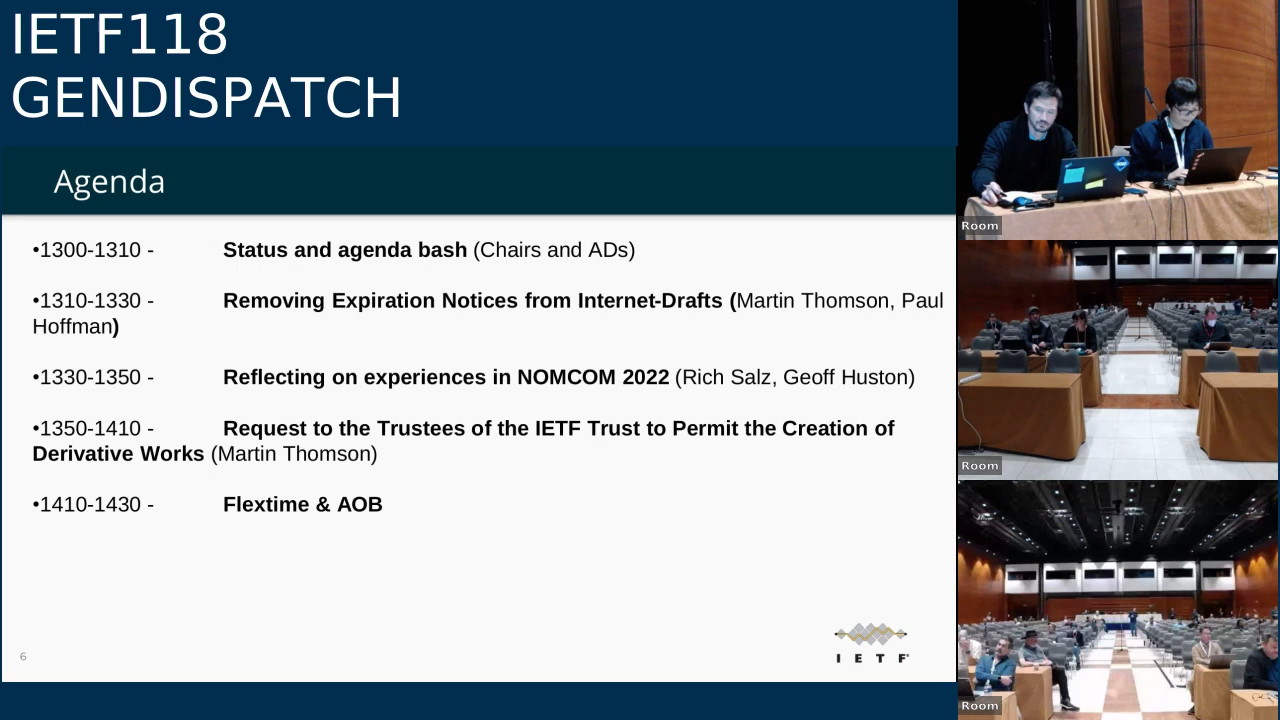 IETF118
GENDISPATCH
Agenda
•1300-1310 - Status and agenda bash (Chairs and ADs)
•1310-1330 - Removing Expiration Notices from Internet-Drafts (Martin Thomson, Paul
Hoffman)
•1330-1350 - Reflecting on experiences in NOMCOM 2022 (Rich Salz, Geoff Huston)
•1350-1410 - Request to the Trustees of the IETF Trust to Permit the Creation of
Derivative Works (Martin Thomson)
•1410-1430 - Flextime & AOB
6
I E T F
Room
Room
Room